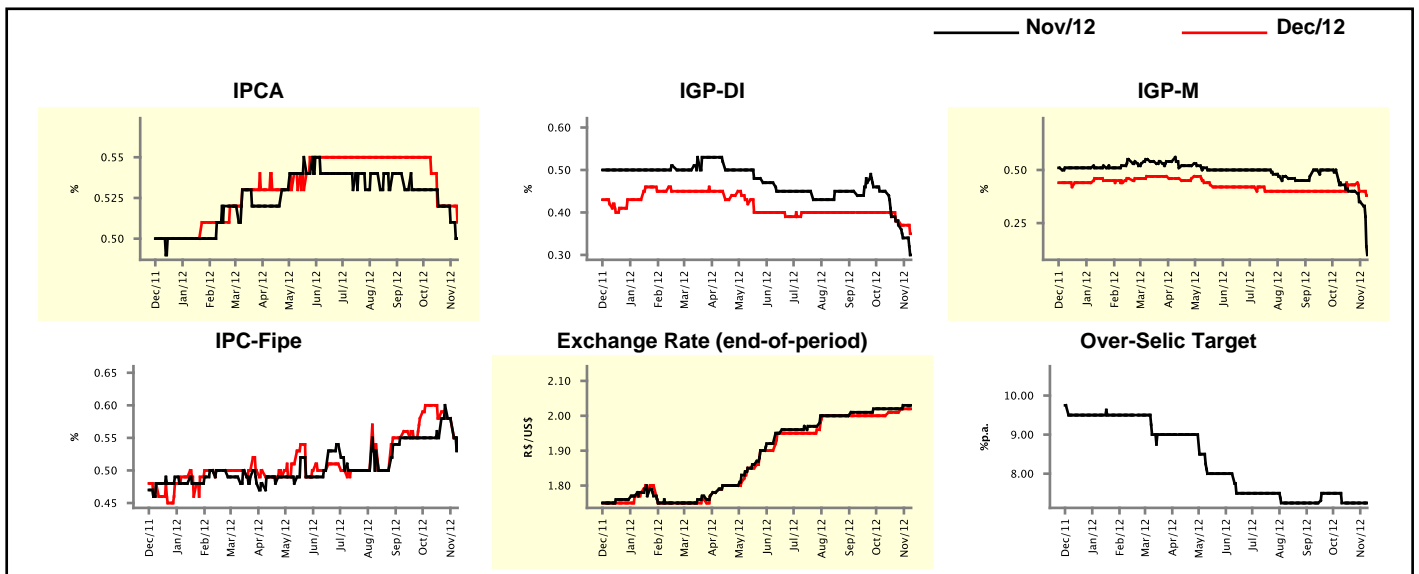 Nov/12 Dec/12
IPCA
%
0.55
0.525
0.50
Dec/11 Jan/12 Feb/12 Mar/12 Apr/12 May/12 Jun/12 Jul/12 Aug/12 Sep/12 Oct/12 Nov/12
IGP-DI
%
0.60
0.50
0.40
0.30
Dec/11 Jan/12 Feb/12 Mar/12 Apr/12 May/12 Jun/12 Jul/12 Aug/12 Sep/12 Oct/12 Nov/12
IGP-M
%
0.50
0.25
Dec/11 Jan/12 Feb/12 Mar/12 Apr/12 May/12 Jun/12 Jul/12 Aug/12 Sep/12 Oct/12 Nov/12
IPC-Fipe
%
0.65
0.60
0.55
0.50
0.45
Dec/11 Jan/12 Feb/12 Mar/12 Apr/12 May/12 Jun/12 Jul/12 Aug/12 Sep/12 Oct/12 Nov/12
Exchange Rate (end-of-period)
R$/US$
2.10
2.00
1.90
1.80
Dec/11 Jan/12 Feb/12 Mar/12 Apr/12 May/12 Jun/12 Jul/12 Aug/12 Sep/12 Oct/12 Nov/12
Over-Selic Target
%p.a.
10.00
9.00
8.00
Dec/11 Jan/12 Feb/12 Mar/12 Apr/12 May/12 Jun/12 Jul/12 Aug/12 Sep/12 Oct/12 Nov/12